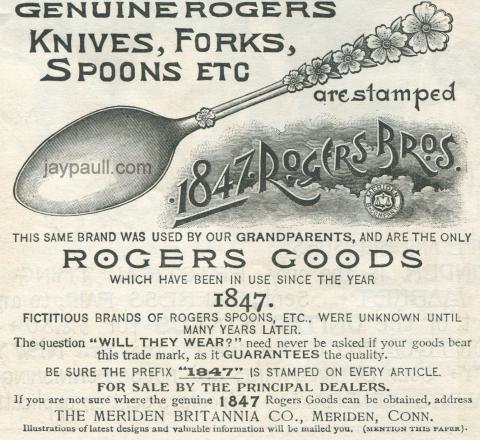 GENUINE ROGERS
KNIVES, FORKS,
SPOONS ETC
are stamped
jaypaull.com
1847. ROGERS. BROS.
MERIDEN
THIS SAME BRAND WAS USED BY OUR GRANDPARENTS, AND ARE THE ONLY
ROGERS GOODS
WHICH HAVE BEEN IN USE SINCE THE YEAR
1847.
FICTITIOUS BRANDS OF ROGERS SPOONS, ETC., WERE UNKNOWN UNTIL
MANY YEARS LATER.
The question "WILL THEY WEAR?" need never be asked if your goods bear
this trade mark, as it GUARANTEES the quality.
BE SURE THE PREFIX "1847" IS STAMPED ON EVERY ARTICLE.
FOR SALE BY THE PRINCIPAL DEALERS.
If you are not sure where the genuine 1847 Rogers Goods can be obtained, address
THE MERIDEN BRITANNIA CO., MERIDEN, CONN.
Illustrations of latest designs and valuable information will be mailed you. (MENTION THIS PAPER).